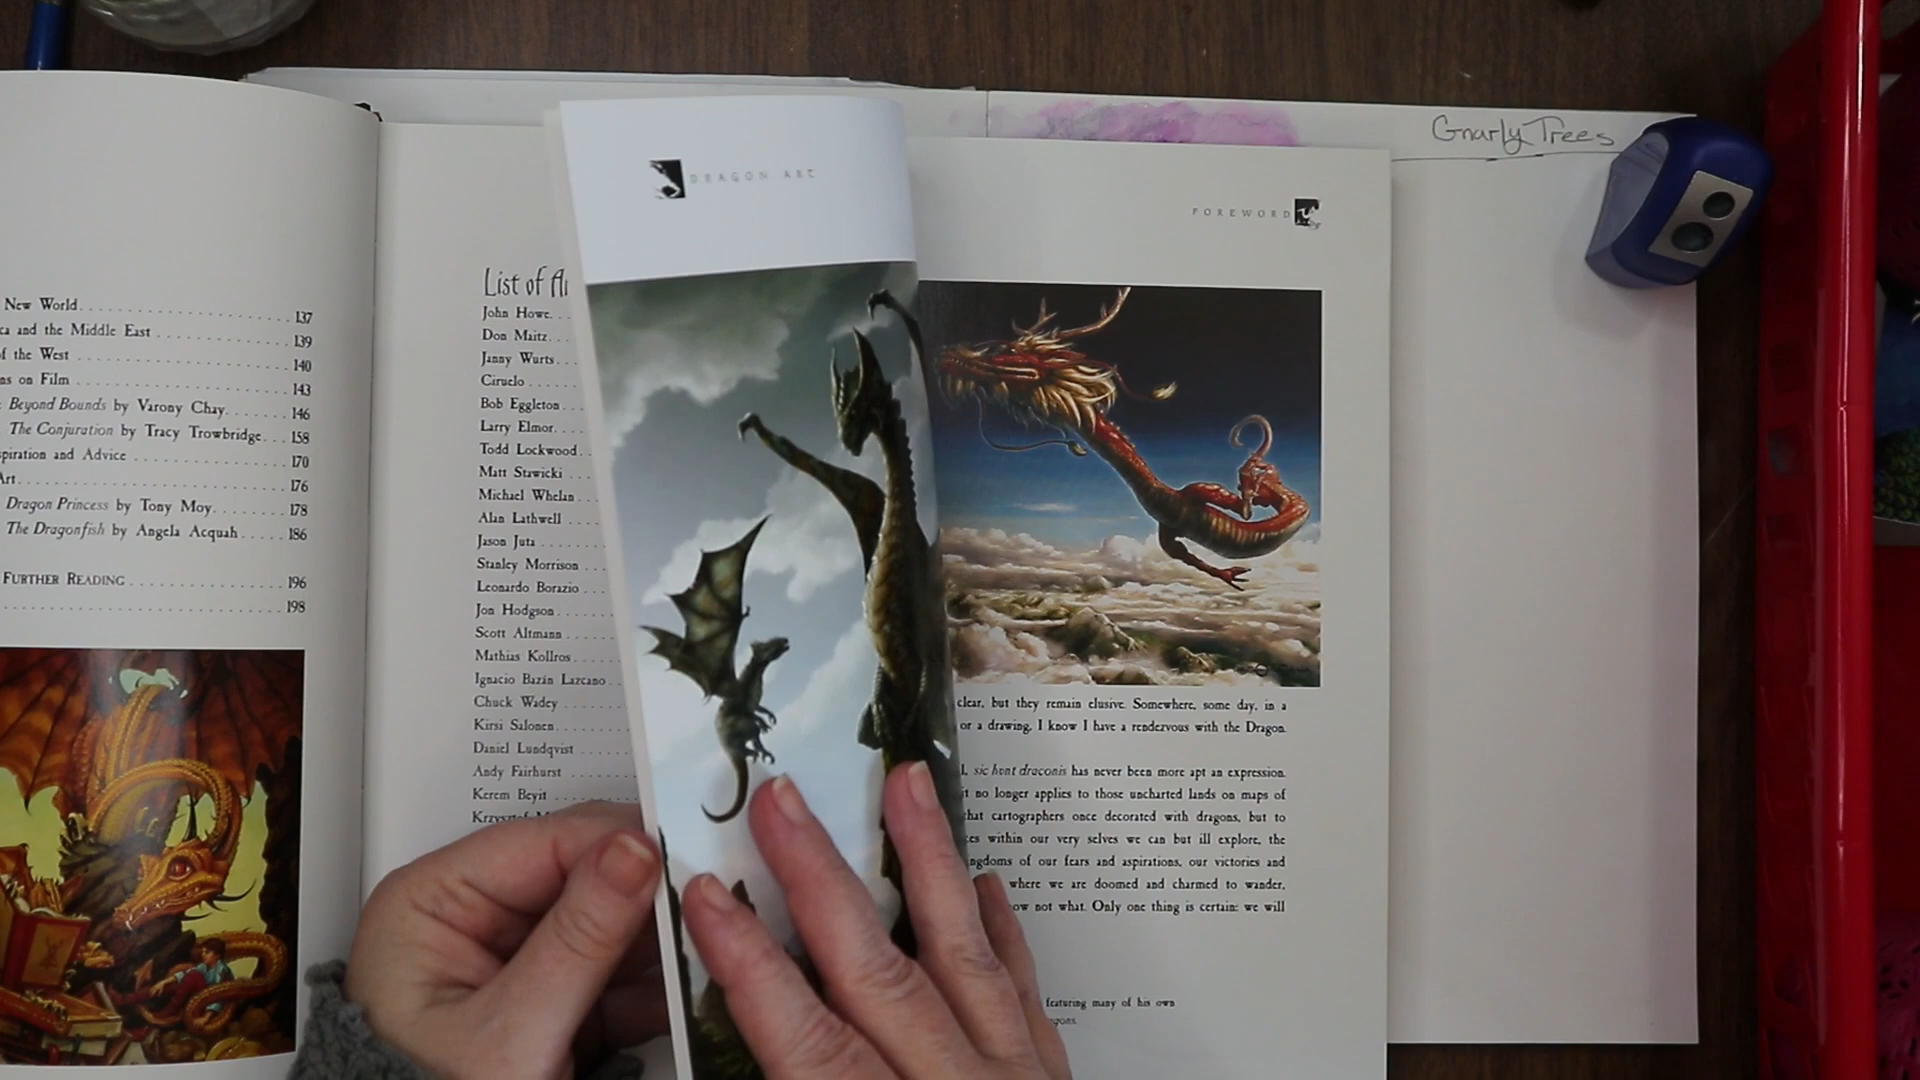 New World 137
ca and the Middle East 139
of the West 140
ns on Film 143
Beyond Bounds by Varony Chay 146
The Conjuration by Tracy Trowbridge 158
spiration and Advice 170
Art 176
Dragon Princess by Tony Moy 178
The Dragonfish by Angela Acquah 186
FURTHER READING 196
198
List of
John Howe
Don Maitz
Janny Wurts
Ciruelo
Bob Eggleton
Larry Elmor
Todd Lockwood
Matt Stawicki
Michael Whelan
Alan Lathwell
Jason Juta
Stanley Morrison
Leonardo Borazio
Jon Hodgson
Scott Altmann
Mathias Kollros
Ignacio Bazán Lazcano
Chuck Wadey
Kirsi Salonen
Daniel Lundqvist
Andy Fairhurst
Kerem Beyit
Krzysztof
DRAGON ART
FOREWORD
clear, but they remain elusive. Somewhere, some day, in a
or a drawing, I know I have a rendezvous with the Dragon.
sic hunt draconis has never been more apt an expression.
it no longer applies to those uncharted lands on maps of
that cartographers once decorated with dragons, but to
within our very selves we can but ill explore, the
ngdoms of our fears and aspirations, our victories and
where we are doomed and charmed to wander,
ow not what. Only one thing is certain: we will
featuring many of his own
Gnarly Trees